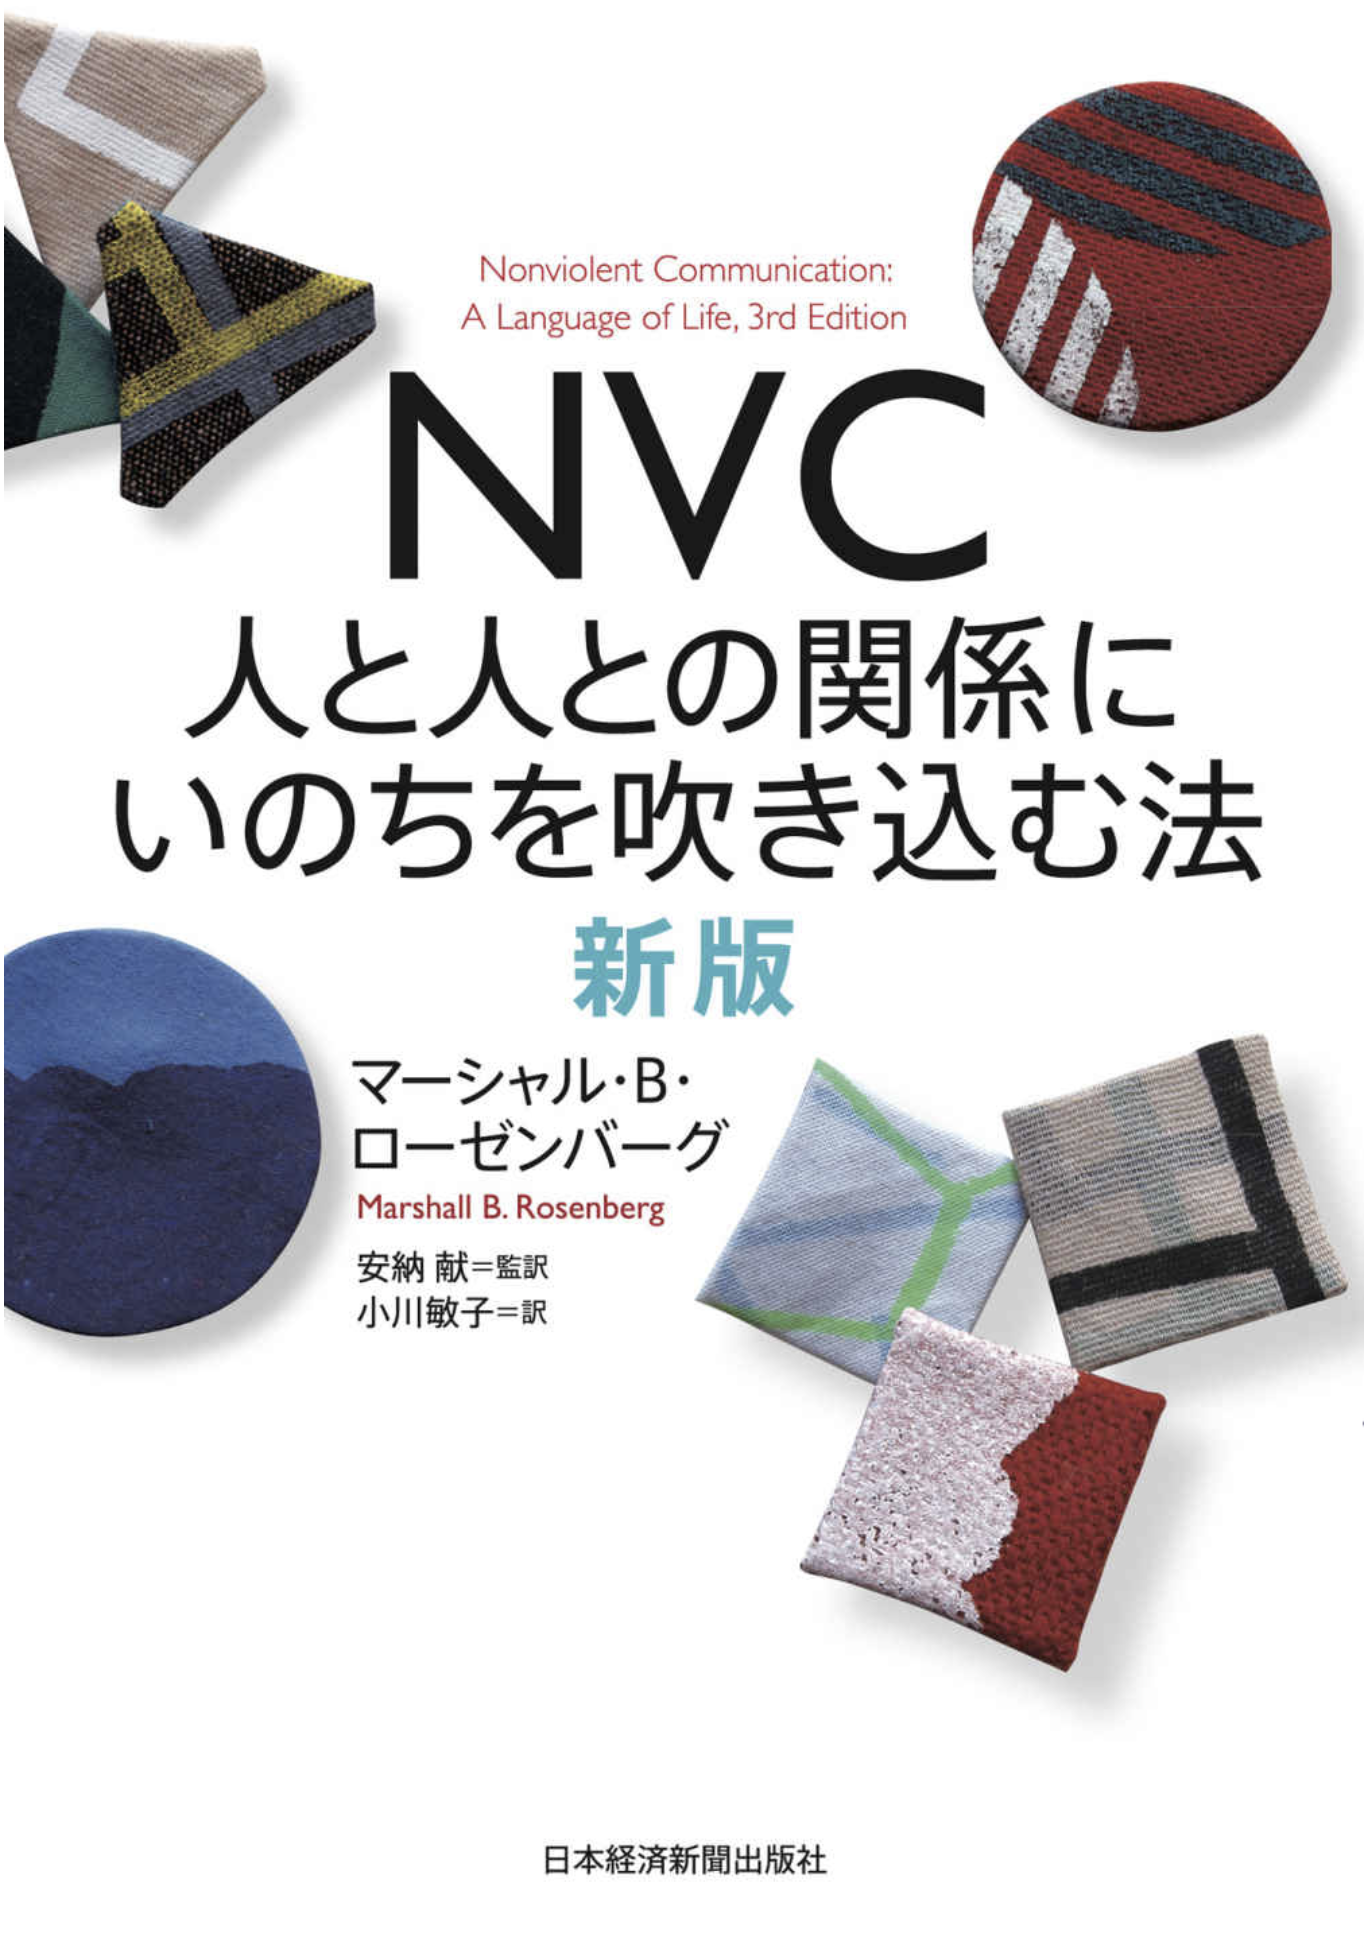 Nonviolent Communication:
A Language of Life, 3rd Edition
NVC
人と人との関係に
いのちを吹き込む法
新版
マーシャル・B・
ローゼンバーグ
Marshall B. Rosenberg
安納 献=監訳
小川敏子=訳
日本経済新聞出版社